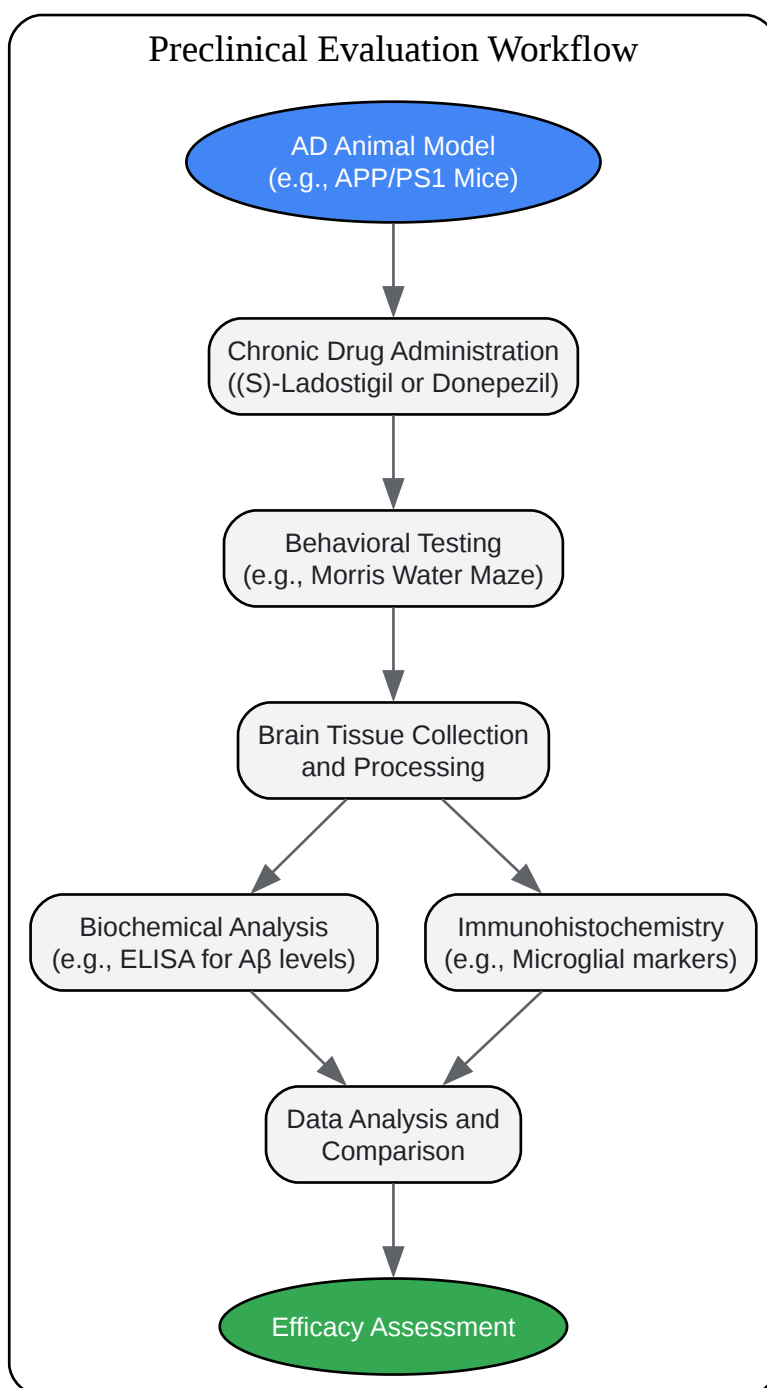 Preclinical Evaluation Workflow
AD Animal Model
(e.g., APP/PS1 Mice)
Chronic Drug Administration
((S)-Ladostigil or Donepezil)
Behavioral Testing
(e.g., Morris Water Maze)
Brain Tissue Collection
and Processing
Biochemical Analysis
(e.g., ELISA for Aβ levels)
Immunohistochemistry
(e.g., Microglial markers)
Data Analysis and
Comparison
Efficacy Assessment